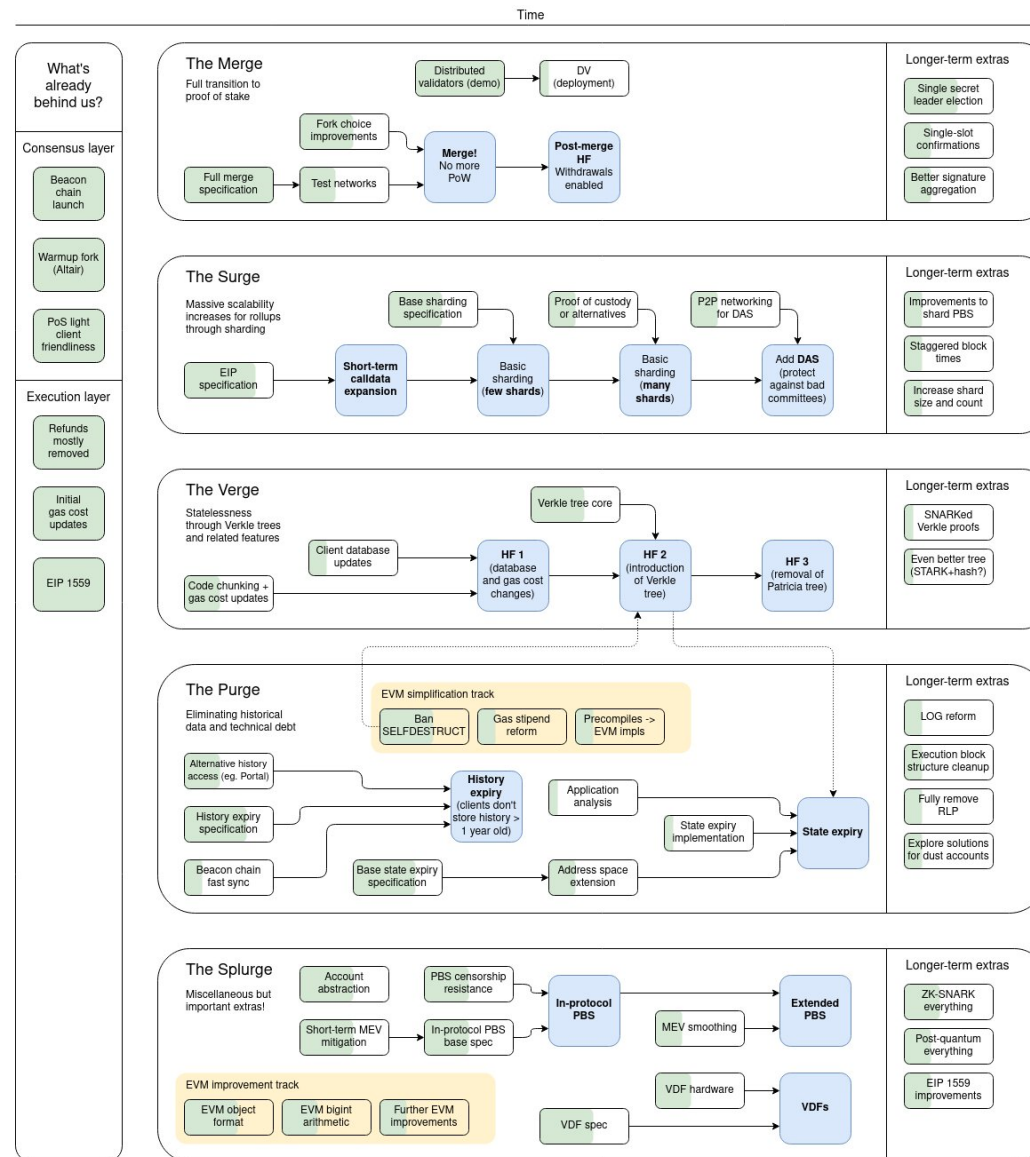 Time
What's
already
behind us?
Consensus layer
Beacon
chain
launch
Warmup fork
(Altair)
PoS light
client
friendliness
Execution layer
Refunds
mostly
removed
Initial
gas cost
updates
EIP 1559
The Merge
Full transition to
proof of stake
Distributed
validators (demo)
DV
(deployment)
Fork choice
improvements
Full merge
specification
Test networks
Merge!
No more
PoW
Post-merge
HF
Withdrawals
enabled
Longer-term extras
Single secret
leader election
Single-slot
confirmations
Better signature
aggregation
The Surge
Massive scalability
increases for rollups
through sharding
Base sharding
specification
Proof of custody
or alternatives
P2P networking
for DAS
EIP
specification
Short-term
calldata
expansion
Basic
sharding
(few shards)
Basic
sharding
(many
shards)
Add DAS
(protect
against bad
committees)
Longer-term extras
Improvements to
shard PBS
Staggered block
times
Increase shard
size and count
The Verge
Statelessness
through Verkle trees
and related features
Verkle tree core
Client database
updates
Code chunking +
gas cost updates
HF 1
(database
and gas cost
changes)
HF 2
(introduction
of Verkle
tree)
HF 3
(removal of
Patricia tree)
Longer-term extras
SNARKed
Verkle proofs
Even better tree
(STARK+hash?)
The Purge
Eliminating historical
data and technical debt
EVM simplification track
Ban
SELFDESTRUCT
Gas stipend
reform
Precompiles ->
EVM impls
Alternative history
access (eg. Portal)
History expiry
specification
Beacon chain
fast sync
History
expiry
(clients don't
store history >
1 year old)
Base state expiry
specification
Application
analysis
State expiry
implementation
Address space
extension
State expiry
Longer-term extras
LOG reform
Execution block
structure cleanup
Fully remove
RLP
Explore solutions
for dust accounts
The Splurge
Miscellaneous but
important extras!
Account
abstraction
PBS censorship
resistance
Short-term MEV
mitigation
In-protocol PBS
base spec
In-protocol
PBS
MEV smoothing
Extended
PBS
EVM improvement track
EVM object
format
EVM bigint
arithmetic
Further EVM
improvements
VDF hardware
VDF spec
VDFs
Longer-term extras
ZK-SNARK
everything
Post-quantum
everything
EIP 1559
improvements